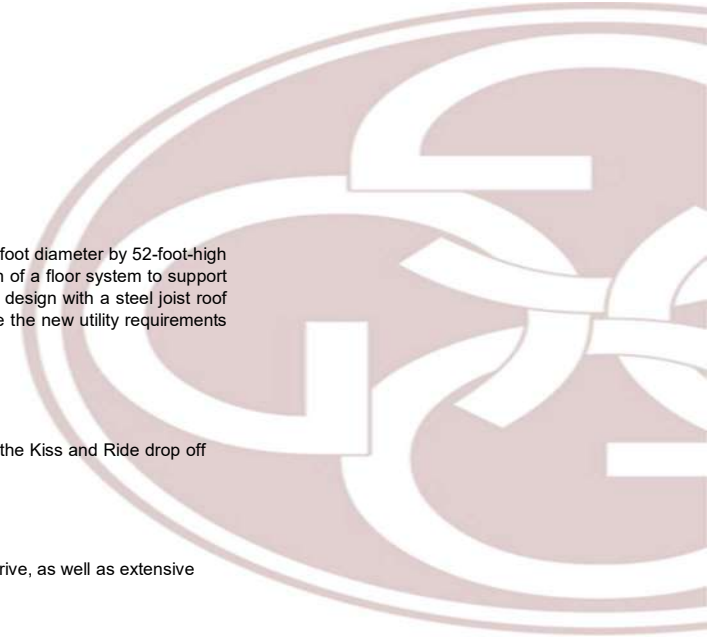 foot diameter by 52-foot-high
n of a floor system to support
design with a steel joist roof
e the new utility requirements
the Kiss and Ride drop off
rive, as well as extensive